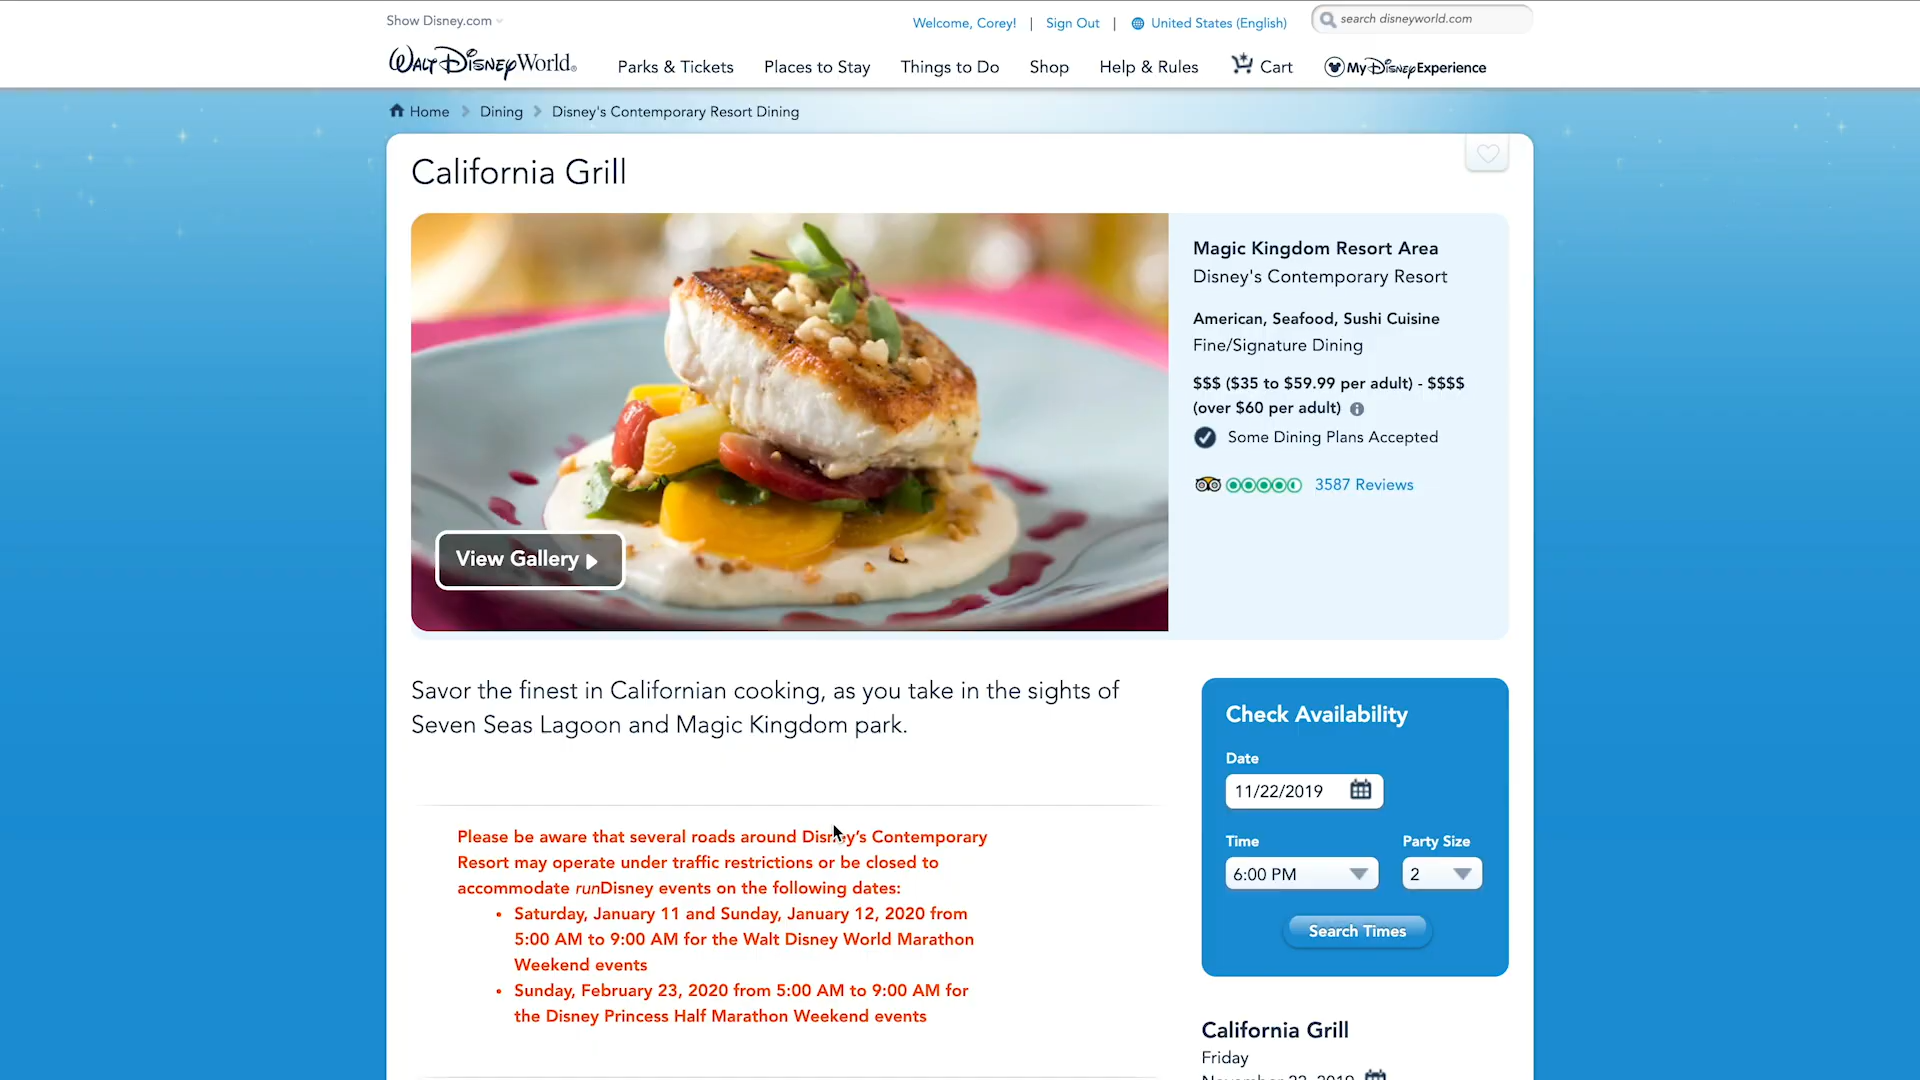 Show Disney.com
Welcome, Corey! | Sign Out | United States (English)
search disneyworld.com
Walt Disney World
Parks & Tickets
Places to Stay
Things to Do
Shop
Help & Rules
Cart
My Disney Experience
Home
Dining
Disney's Contemporary Resort Dining
California Grill
Magic Kingdom Resort Area
Disney's Contemporary Resort
American, Seafood, Sushi Cuisine
Fine/Signature Dining
$$$ ($35 to $59.99 per adult) - $$$$
(over $60 per adult)
Some Dining Plans Accepted
3587 Reviews
View Gallery
Savor the finest in Californian cooking, as you take in the sights of
Seven Seas Lagoon and Magic Kingdom park.
Please be aware that several roads around Disney's Contemporary
Resort may operate under traffic restrictions or be closed to
accommodate runDisney events on the following dates:
• Saturday, January 11 and Sunday, January 12, 2020 from
5:00 AM to 9:00 AM for the Walt Disney World Marathon
Weekend events
• Sunday, February 23, 2020 from 5:00 AM to 9:00 AM for
the Disney Princess Half Marathon Weekend events
Check Availability
Date
11/22/2019
Time
Party Size
6:00 PM
2
Search Times
California Grill
Friday
November 22, 2019